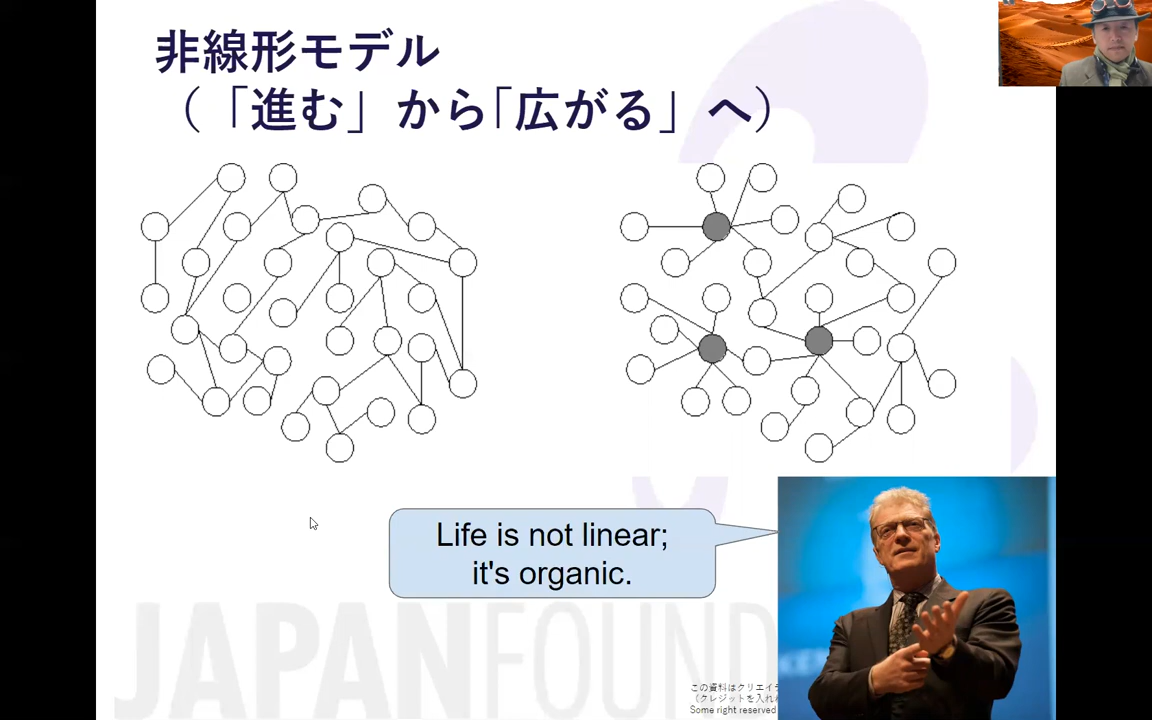 非線形モデル
（「進む」から「広がる」へ）
Life is not linear;
it's organic.
JAPANFOUND
この資料はクリエイテ
（クレジットを入れれ
Some right reserved